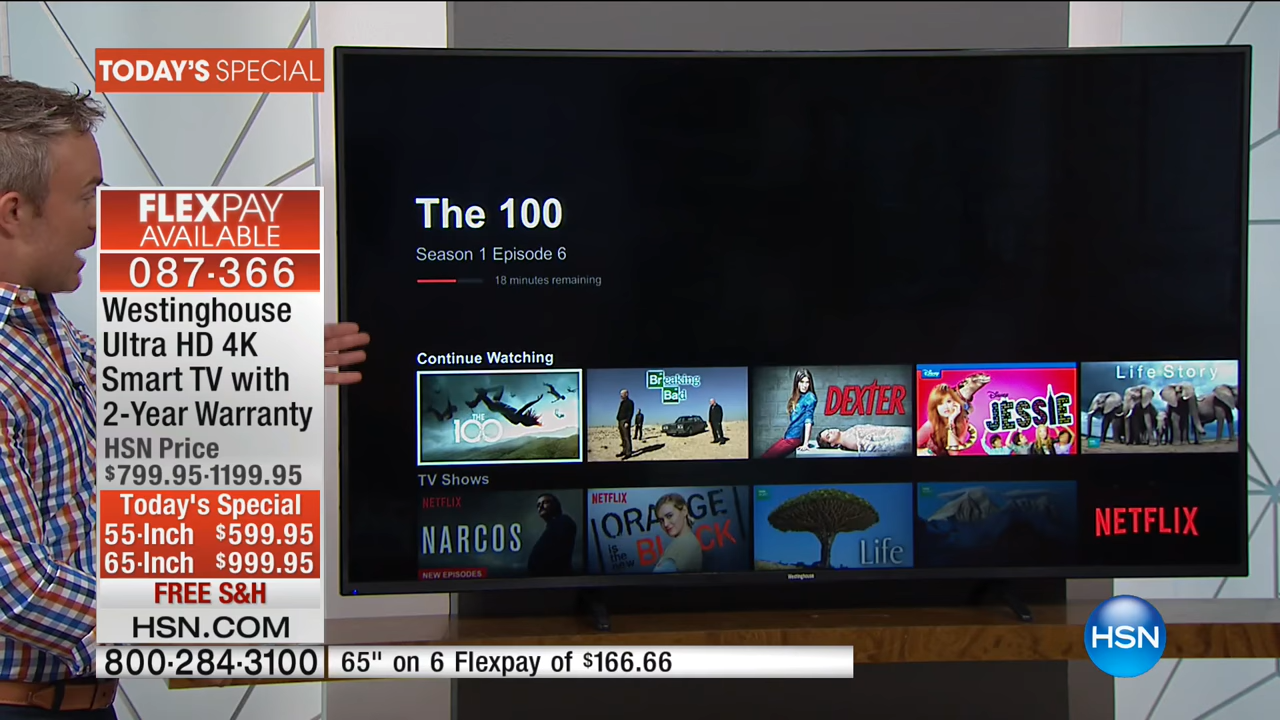 TODAY'S SPECIAL
FLEXPAY
AVAILABLE
087·366
Westinghouse
Ultra HD 4K
Smart TV with
2-Year Warranty
HSN Price
$799.95-1199.95
Today's Special
55-Inch $599.95
65-Inch $999.95
FREE S&H
HSN.COM
800·284·3100
65" on 6 Flexpay of $166.66
The 100
Season 1 Episode 6
18 minutes remaining
Continue Watching
THE
100
Breaking
Bad
DEXTER
Disney
JESSIE
Life Story
TV Shows
NETFLIX
NARCOS
NEW EPISODES
NETFLIX
ORANGE
is the
new
BLACK
Life
NETFLIX
Westinghouse
HSN